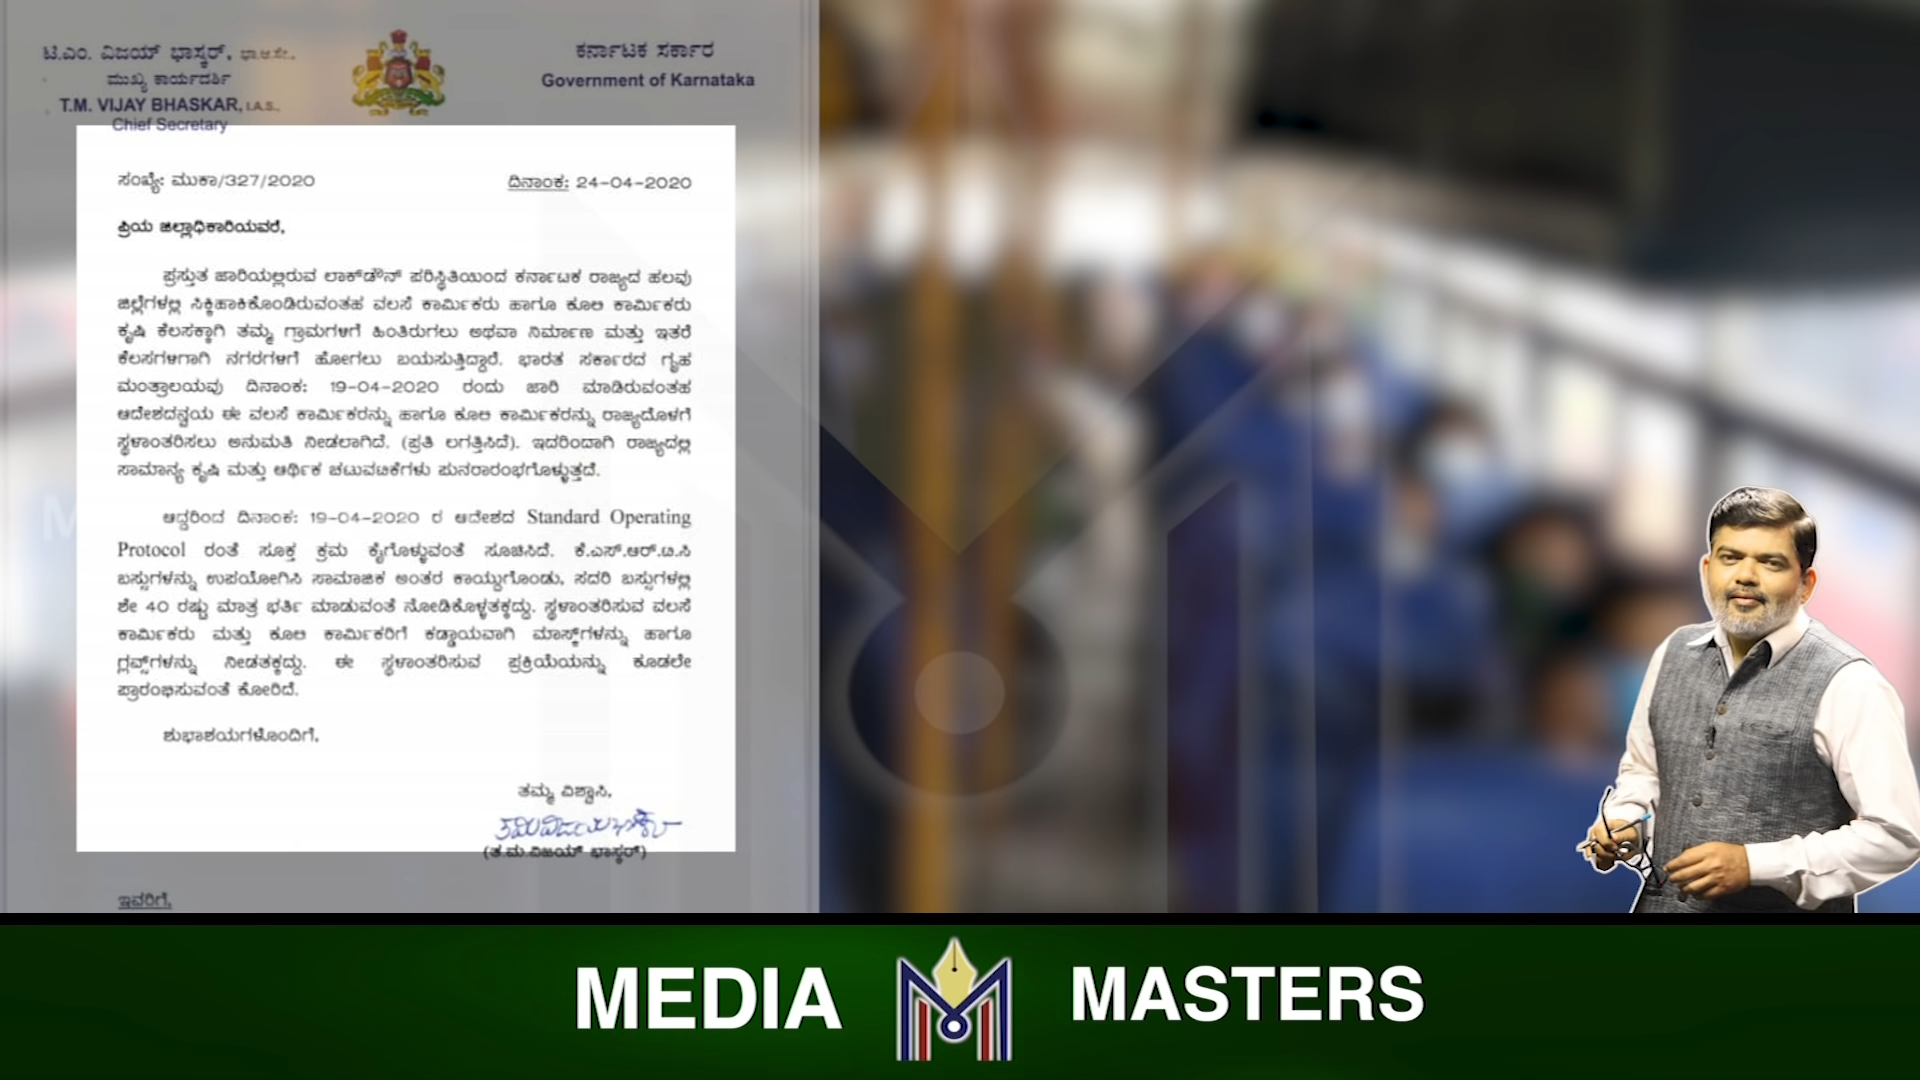 ಟಿ.ಎಂ. ವಿಜಯ್ ಭಾಸ್ಕರ್, ಭಾ.ಆ.ಸೇ.,
ಮುಖ್ಯ ಕಾರ್ಯದರ್ಶಿ
T.M. VIJAY BHASKAR, I.A.S.,
Chief Secretary
ಕರ್ನಾಟಕ ಸರ್ಕಾರ
Government of Karnataka
ಸಂಖ್ಯೆ: ಮುಕಾ/327/2020
ದಿನಾಂಕ: 24-04-2020
ಪ್ರಿಯ ಜಿಲ್ಲಾಧಿಕಾರಿಯವರೆ,
ಪ್ರಸ್ತುತ ಜಾರಿಯಲ್ಲಿರುವ ಲಾಕ್‌ಡೌನ್ ಪರಿಸ್ಥಿತಿಯಿಂದ ಕರ್ನಾಟಕ ರಾಜ್ಯದ ಹಲವು
ಜಿಲ್ಲೆಗಳಲ್ಲಿ ಸಿಕ್ಕಿಹಾಕಿಕೊಂಡಿರುವಂತಹ ವಲಸೆ ಕಾರ್ಮಿಕರು ಹಾಗೂ ಕೂಲಿ ಕಾರ್ಮಿಕರು
ಕೃಷಿ ಕೆಲಸಕ್ಕಾಗಿ ತಮ್ಮ ಗ್ರಾಮಗಳಿಗೆ ಹಿಂತಿರುಗಲು ಅಥವಾ ನಿರ್ಮಾಣ ಮತ್ತು ಇತರೆ
ಕೆಲಸಗಳಿಗಾಗಿ ನಗರಗಳಿಗೆ ಹೋಗಲು ಬಯಸುತ್ತಿದ್ದಾರೆ. ಭಾರತ ಸರ್ಕಾರದ ಗೃಹ
ಮಂತ್ರಾಲಯವು ದಿನಾಂಕ: 19-04-2020 ರಂದು ಜಾರಿ ಮಾಡಿರುವಂತಹ
ಆದೇಶದನ್ವಯ ಈ ವಲಸೆ ಕಾರ್ಮಿಕರನ್ನು ಹಾಗೂ ಕೂಲಿ ಕಾರ್ಮಿಕರನ್ನು ರಾಜ್ಯದೊಳಗೆ
ಸ್ಥಳಾಂತರಿಸಲು ಅನುಮತಿ ನೀಡಲಾಗಿದೆ. (ಪ್ರತಿ ಲಗತ್ತಿಸಿದೆ). ಇದರಿಂದಾಗಿ ರಾಜ್ಯದಲ್ಲಿ
ಸಾಮಾನ್ಯ ಕೃಷಿ ಮತ್ತು ಆರ್ಥಿಕ ಚಟುವಟಿಕೆಗಳು ಪುನರಾರಂಭಗೊಳ್ಳುತ್ತದೆ.
ಆದ್ದರಿಂದ ದಿನಾಂಕ: 19-04-2020 ರ ಆದೇಶದ Standard Operating
Protocol ರಂತೆ ಸೂಕ್ತ ಕ್ರಮ ಕೈಗೊಳ್ಳುವಂತೆ ಸೂಚಿಸಿದೆ. ಕೆ.ಎಸ್.ಆರ್.ಟಿ.ಸಿ
ಬಸ್ಸುಗಳನ್ನು ಉಪಯೋಗಿಸಿ ಸಾಮಾಜಿಕ ಅಂತರ ಕಾಯ್ದುಗೊಂಡು, ಸದರಿ ಬಸ್ಸುಗಳಲ್ಲಿ
ಶೇ 40 ರಷ್ಟು ಮಾತ್ರ ಭರ್ತಿ ಮಾಡುವಂತೆ ನೋಡಿಕೊಳ್ಳತಕ್ಕದ್ದು. ಸ್ಥಳಾಂತರಿಸುವ ವಲಸೆ
ಕಾರ್ಮಿಕರು ಮತ್ತು ಕೂಲಿ ಕಾರ್ಮಿಕರಿಗೆ ಕಡ್ಡಾಯವಾಗಿ ಮಾಸ್ಕ್‌ಗಳನ್ನು ಹಾಗೂ
ಗ್ಲವ್ಸ್‌ಗಳನ್ನು ನೀಡತಕ್ಕದ್ದು. ಈ ಸ್ಥಳಾಂತರಿಸುವ ಪ್ರಕ್ರಿಯೆಯನ್ನು ಕೂಡಲೇ
ಪ್ರಾರಂಭಿಸುವಂತೆ ಕೋರಿದೆ.
ಶುಭಾಶಯಗಳೊಂದಿಗೆ,
ತಮ್ಮ ವಿಶ್ವಾಸಿ,
(ತ.ಮ.ವಿಜಯ್ ಭಾಸ್ಕರ್)
ಇವರಿಗೆ,
MEDIA MASTERS